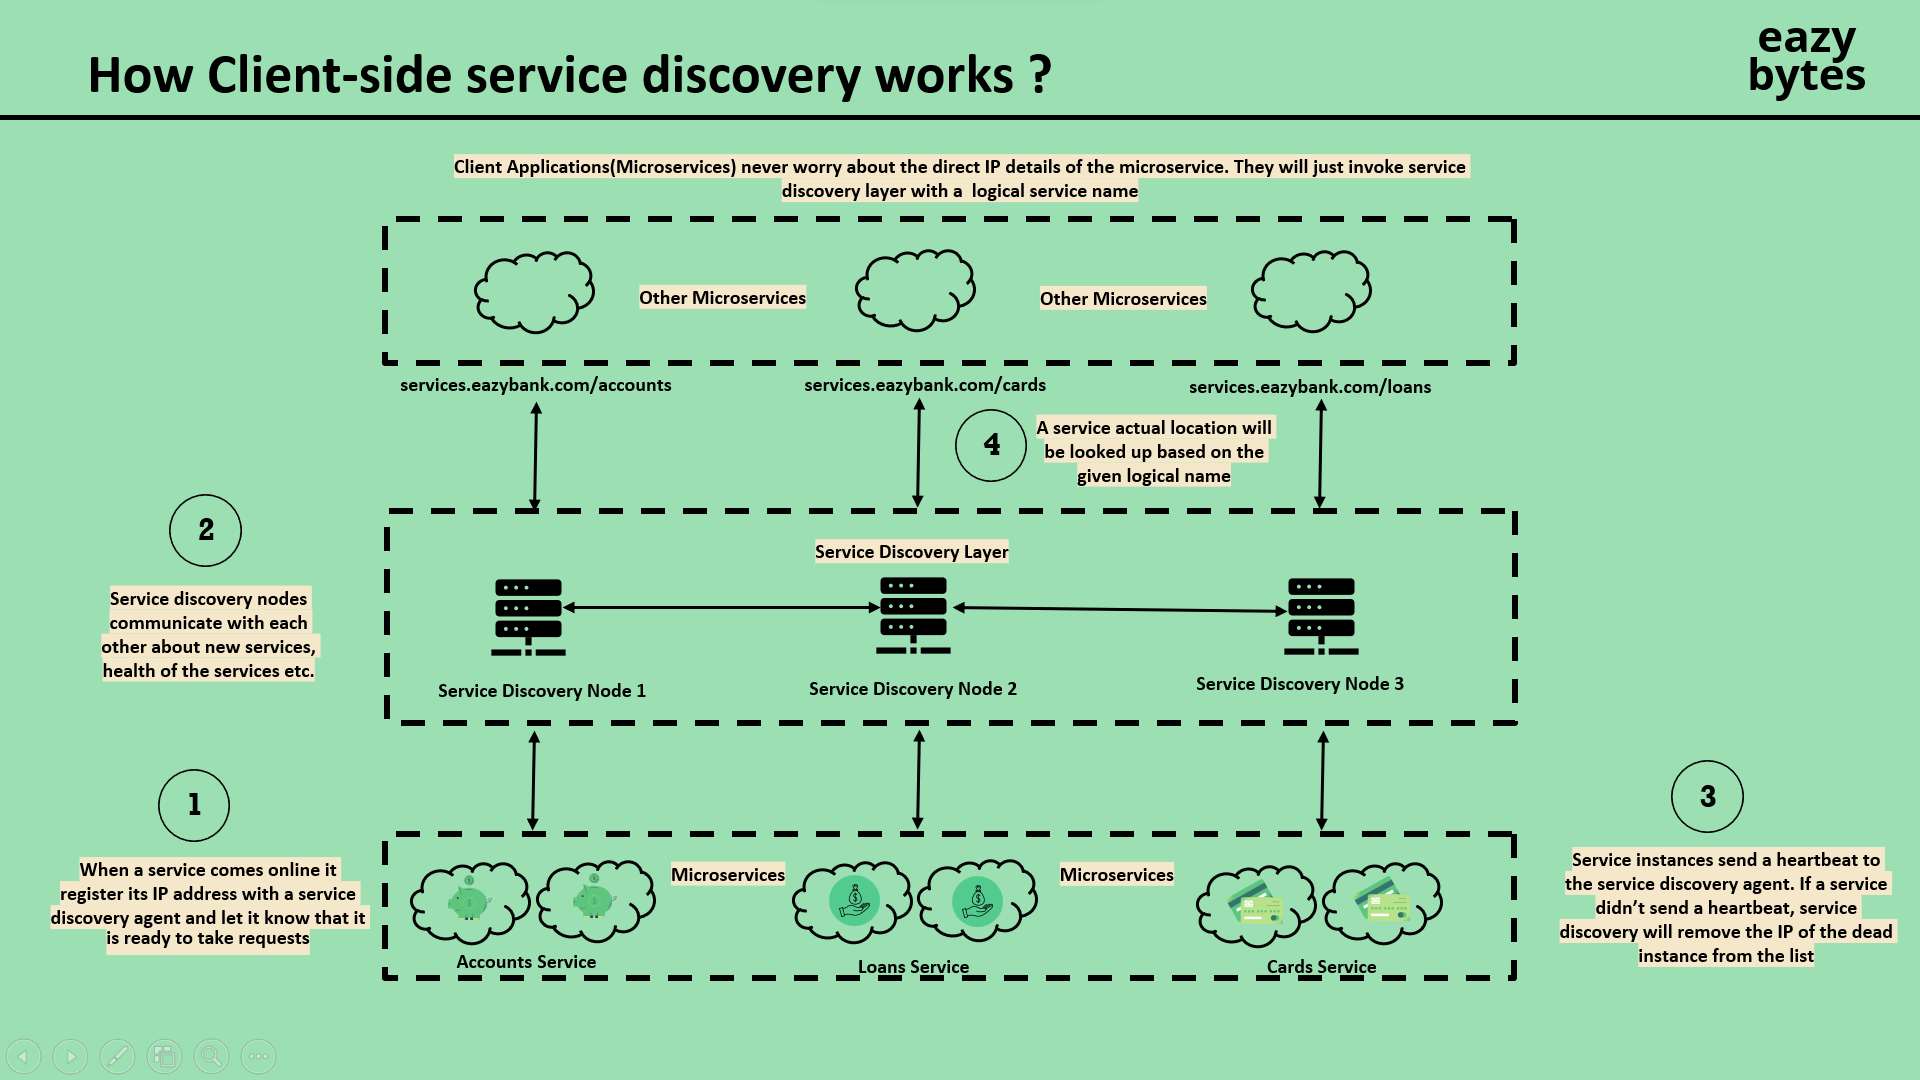 How Client-side service discovery works ?
eazy
bytes
Client Applications(Microservices) never worry about the direct IP details of the microservice. They will just invoke service
discovery layer with a  logical service name
Other Microservices
Other Microservices
services.eazybank.com/accounts
services.eazybank.com/cards
services.eazybank.com/loans
4
A service actual location will
be looked up based on the
given logical name
2
Service discovery nodes
communicate with each
other about new services,
health of the services etc.
Service Discovery Layer
Service Discovery Node 1
Service Discovery Node 2
Service Discovery Node 3
1
When a service comes online it
register its IP address with a service
discovery agent and let it know that it
is ready to take requests
Microservices
Microservices
Accounts Service
Loans Service
Cards Service
3
Service instances send a heartbeat to
the service discovery agent. If a service
didn’t send a heartbeat, service
discovery will remove the IP of the dead
instance from the list